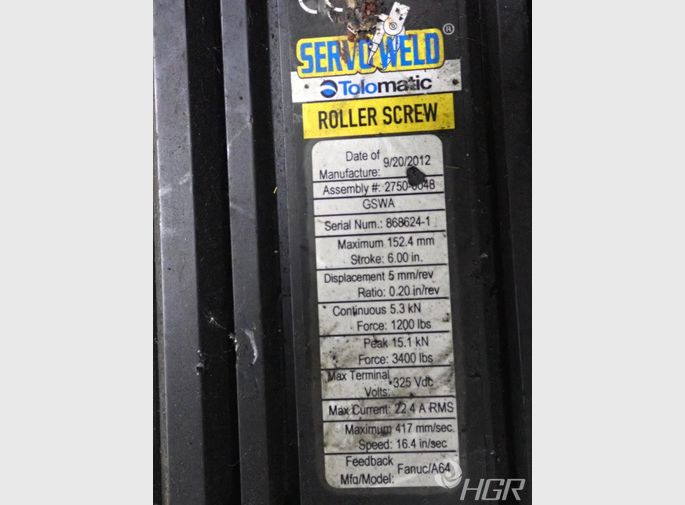 SERVO WELD ®
Tolomatic
ROLLER SCREW
Date of Manufacture: 9/20/2012
Assembly #: 2750-0048
GSWA
Serial Num.: 868624-1
Maximum 152.4 mm
Stroke: 6.00 in.
Displacement 5 mm/rev
Ratio: 0.20 in/rev
Continuous 5.3 kN
Force: 1200 lbs
Peak 15.1 kN
Force: 3400 lbs
Max Terminal Volts: 325 Vdc
Max Current: 22.4 A RMS
Maximum 417 mm/sec
Speed: 16.4 in/sec
Feedback Mfg/Model: Fanuc/A64
HGR